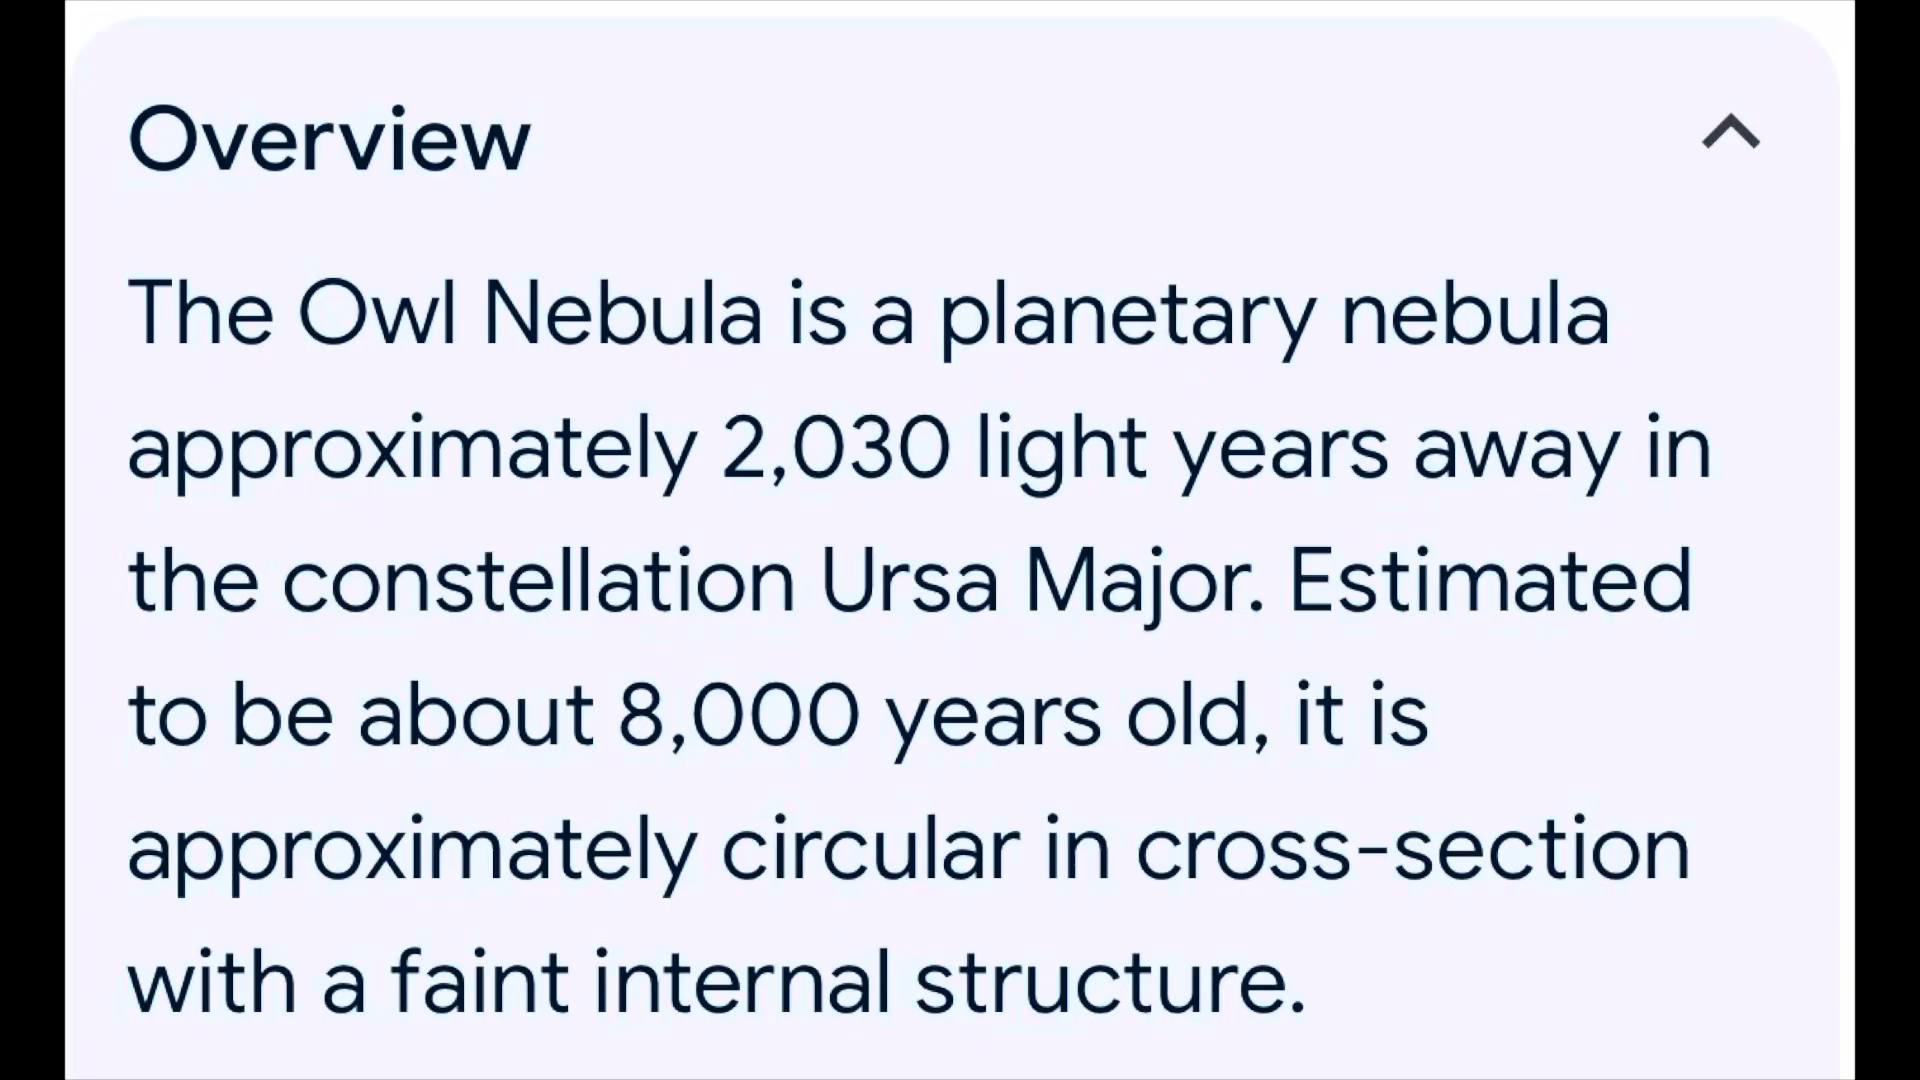 Overview
The Owl Nebula is a planetary nebula
approximately 2,030 light years away in
the constellation Ursa Major. Estimated
to be about 8,000 years old, it is
approximately circular in cross-section
with a faint internal structure.